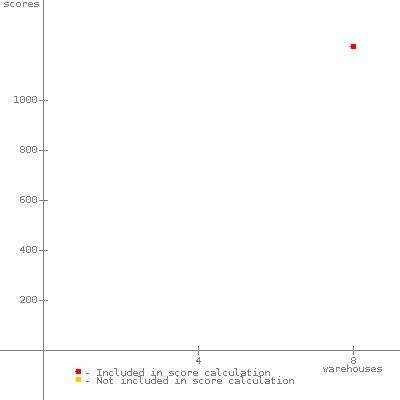 scores
1000
800
600
400
200
4
8
warehouses
- Included in score calculation
- Not included in score calculation